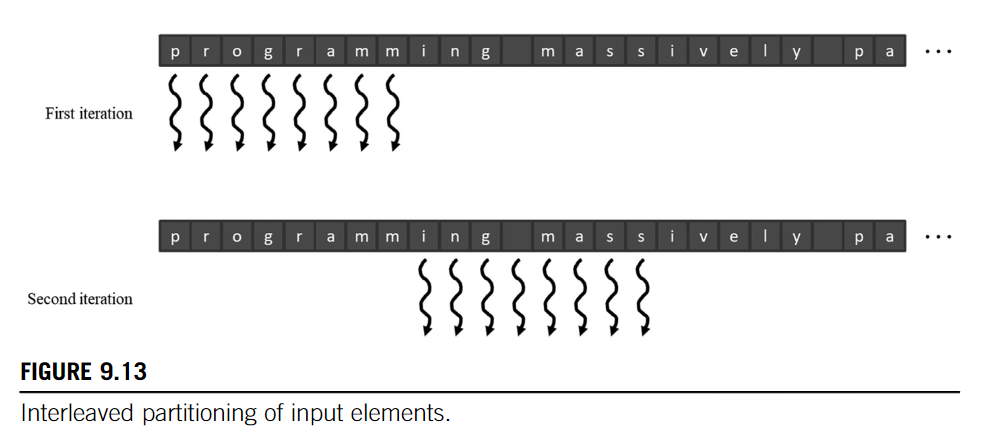 p r o g r a m m i n g m a s s i v e l y p a ...
First iteration
p r o g r a m m i n g m a s s i v e l y p a ...
Second iteration
FIGURE 9.13
Interleaved partitioning of input elements.